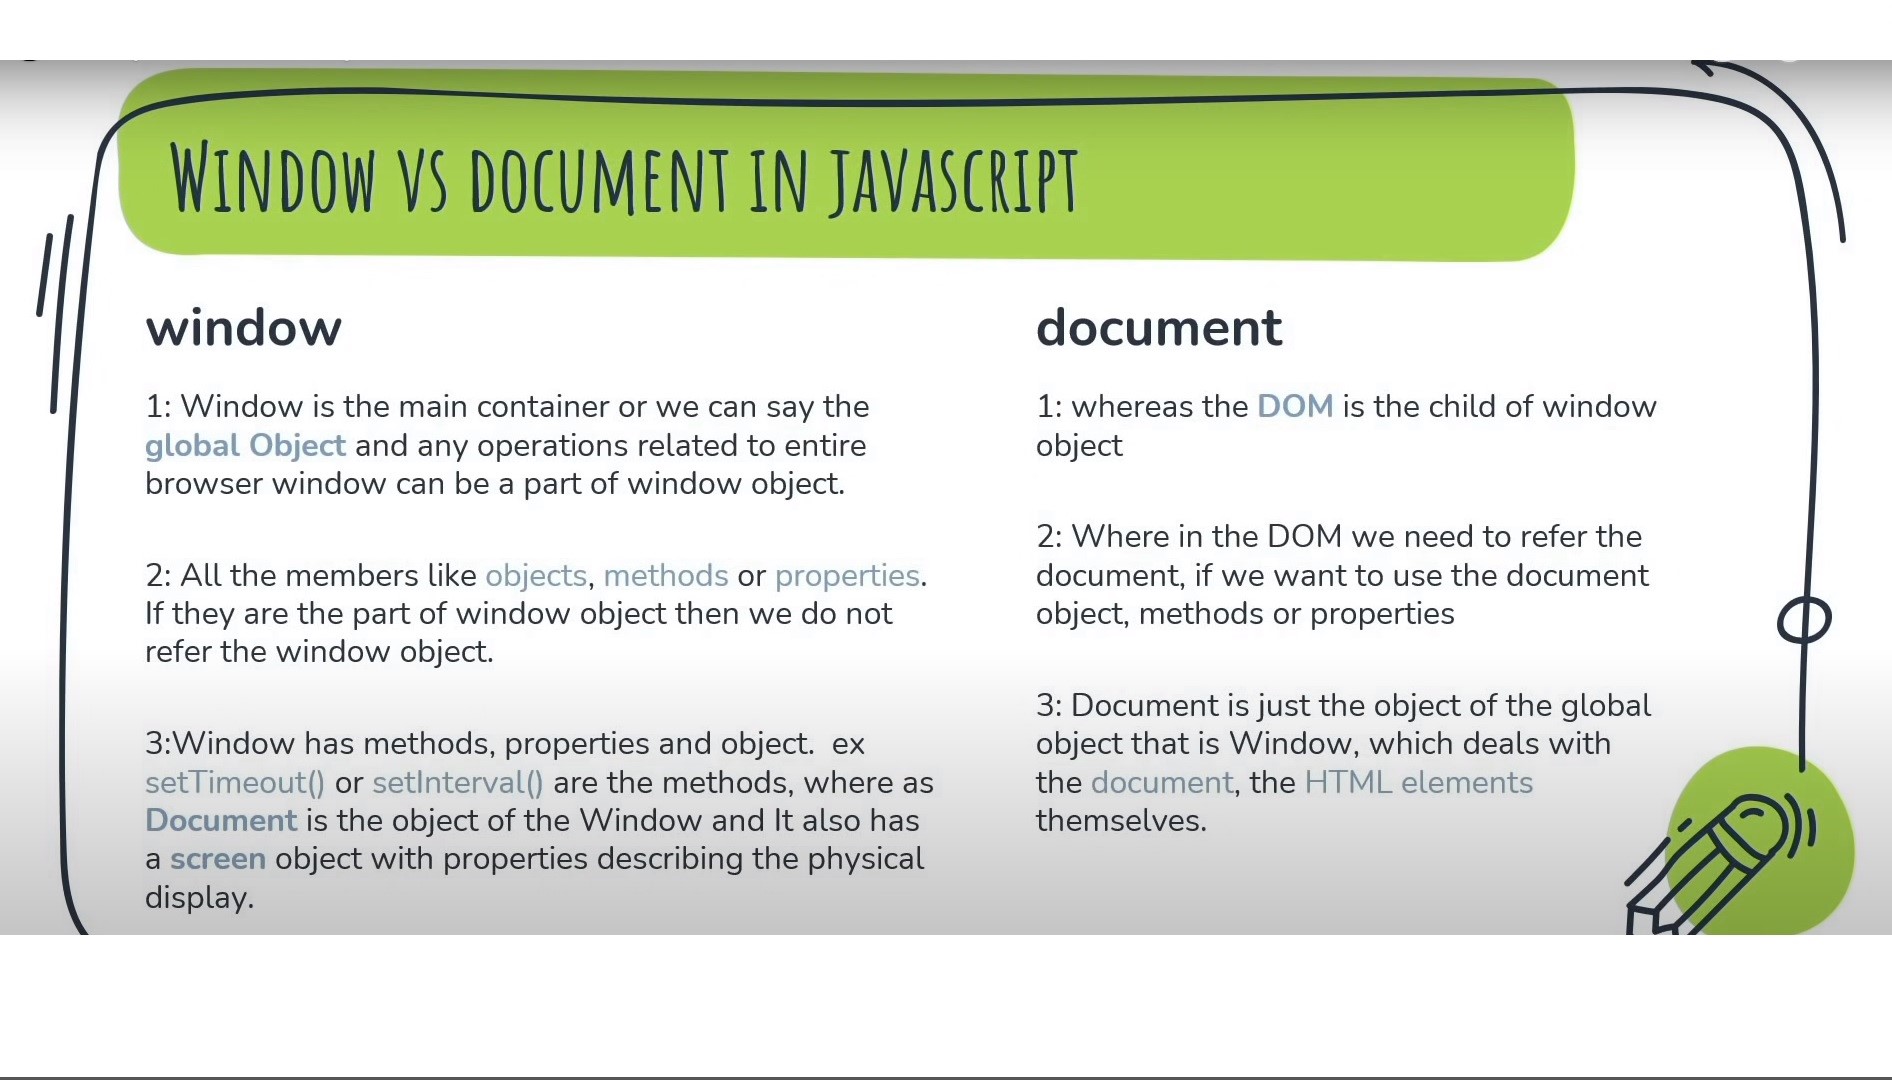 Window vs document in javascript
window
1: Window is the main container or we can say the
global Object and any operations related to entire
browser window can be a part of window object.
2: All the members like objects, methods or properties.
If they are the part of window object then we do not
refer the window object.
3:Window has methods, properties and object.  ex
setTimeout() or setInterval() are the methods, where as
Document is the object of the Window and It also has
a screen object with properties describing the physical
display.
document
1: whereas the DOM is the child of window
object
2: Where in the DOM we need to refer the
document, if we want to use the document
object, methods or properties
3: Document is just the object of the global
object that is Window, which deals with
the document, the HTML elements
themselves.